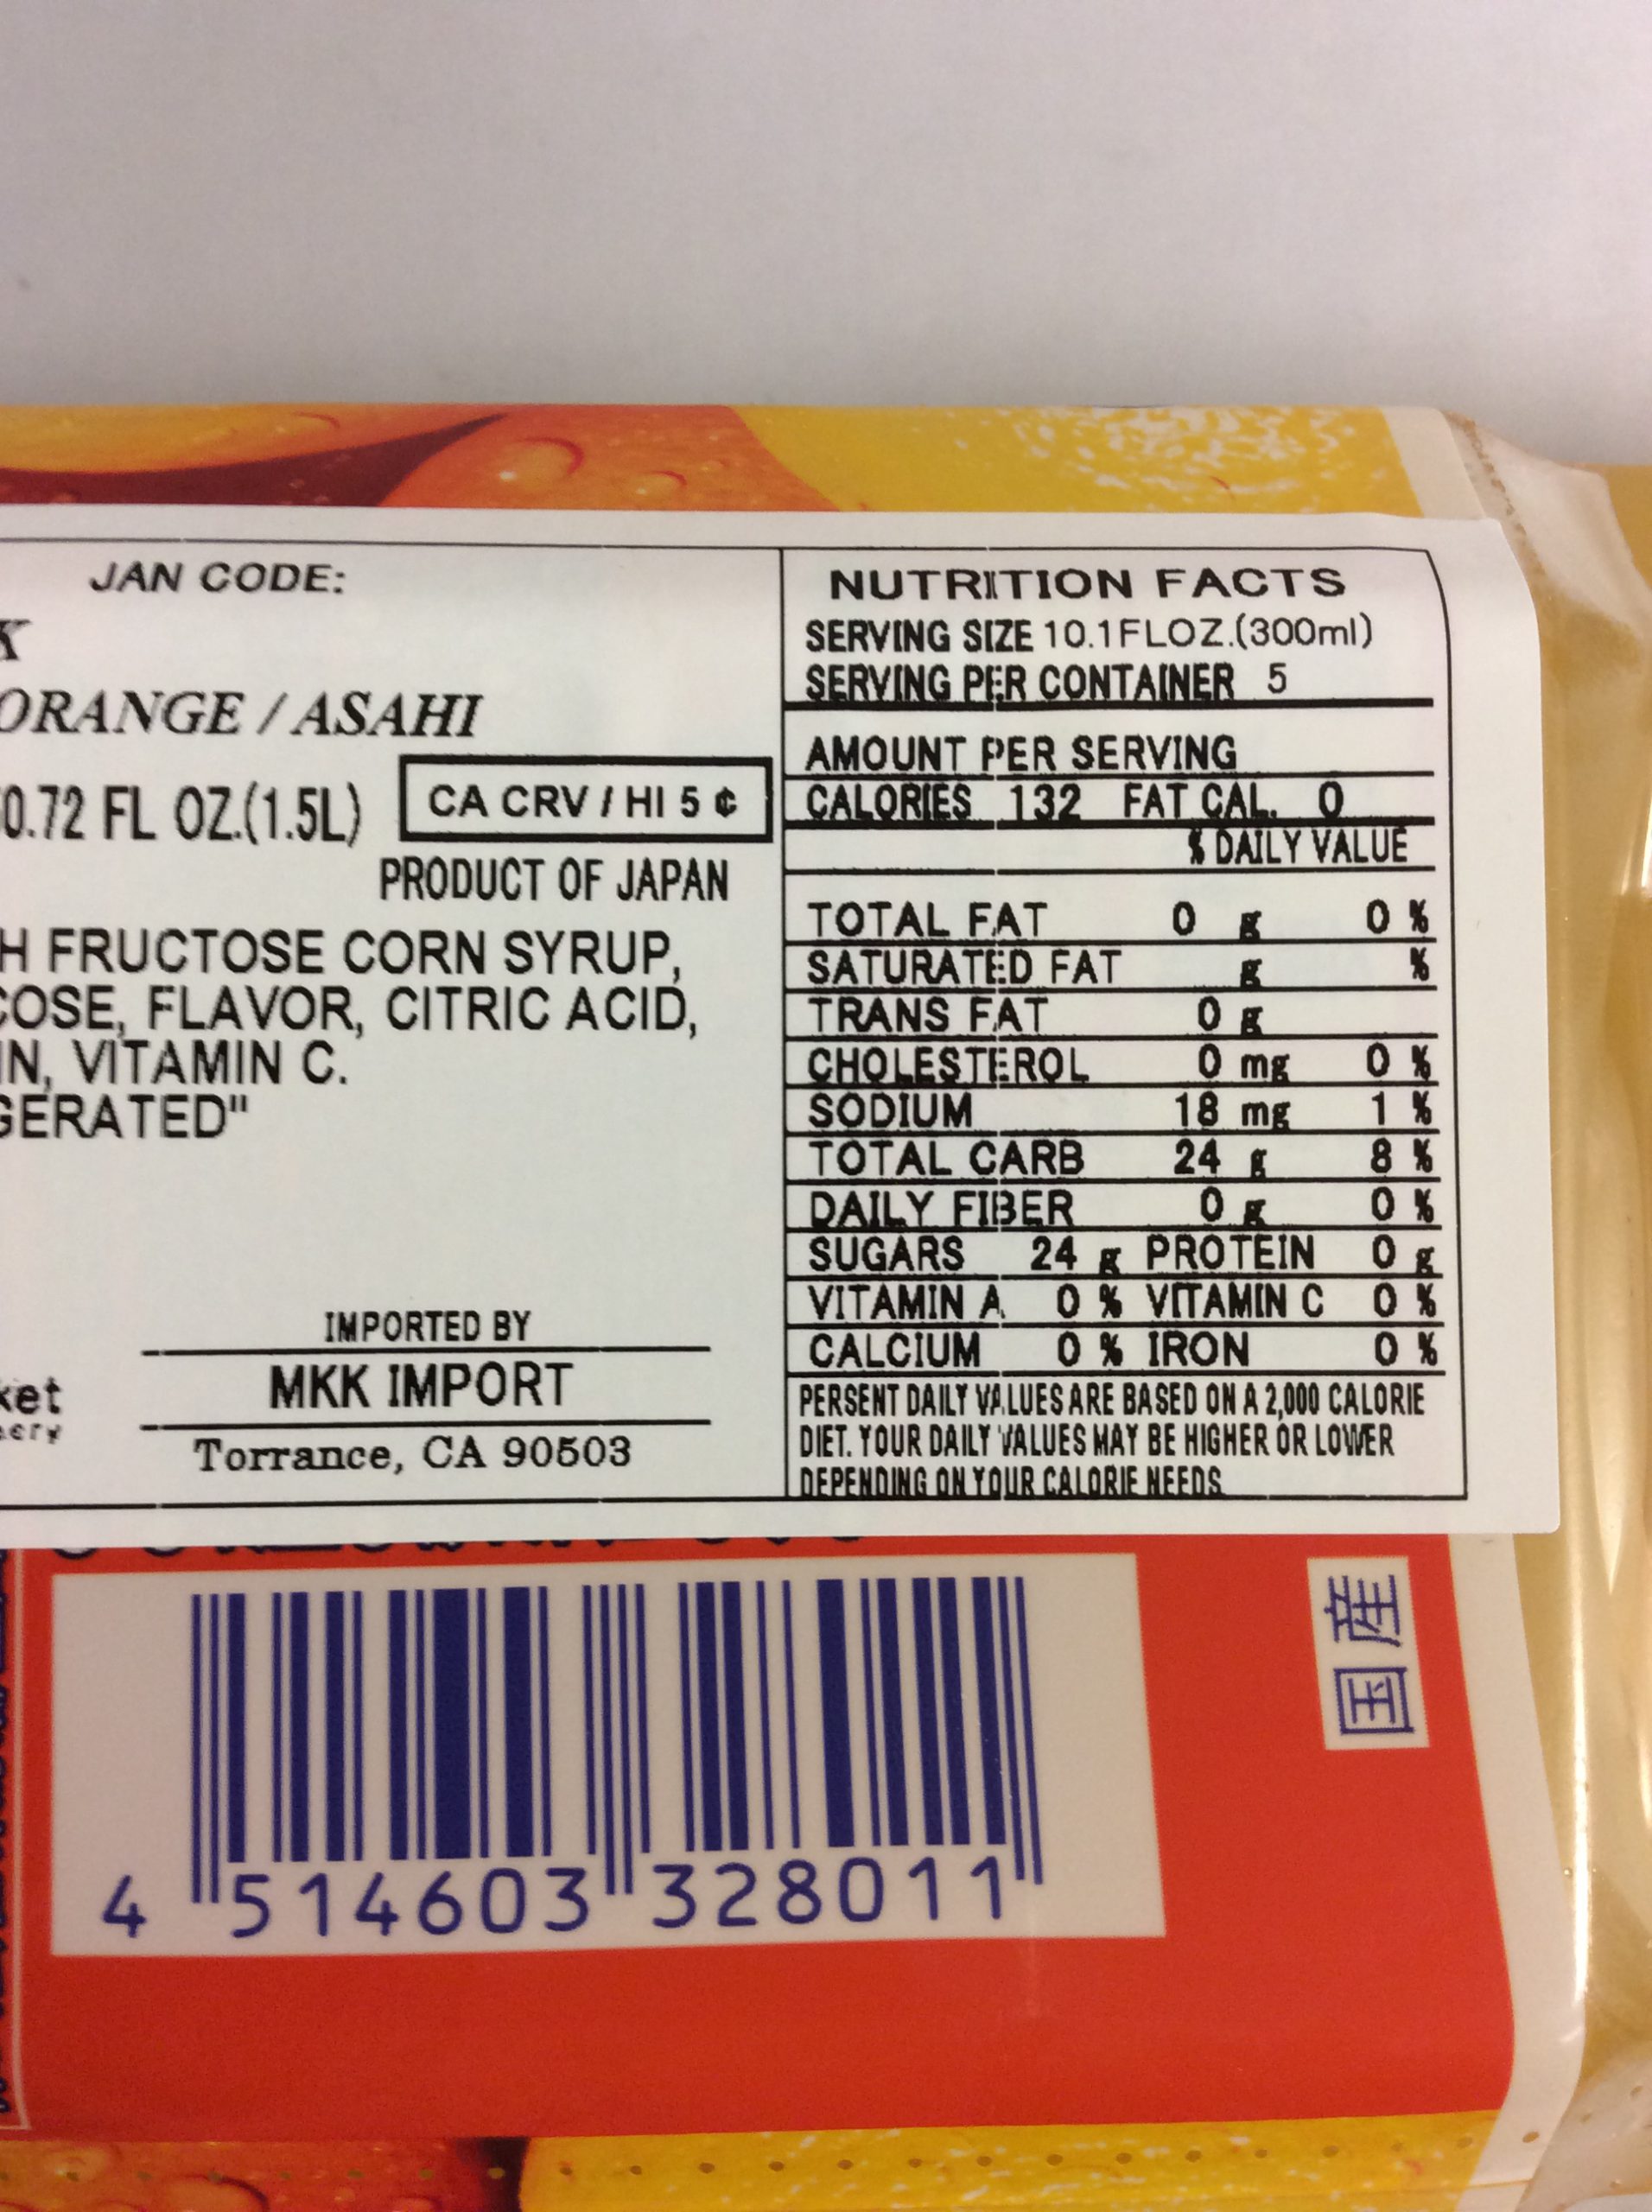 JAN CODE:
K
ORANGE / ASAHI
0.72 FL OZ.(1.5L)
CA CRV / HI 5 ¢
PRODUCT OF JAPAN
H FRUCTOSE CORN SYRUP,
COSE, FLAVOR, CITRIC ACID,
IN, VITAMIN C.
GERATED"
IMPORTED BY
MKK IMPORT
Torrance, CA 90503
ket
NUTRITION FACTS
SERVING SIZE 10.1FLOZ.(300ml)
SERVING PER CONTAINER 5
AMOUNT PER SERVING
CALORIES 132 FAT CAL. 0
% DAILY VALUE
TOTAL FAT 0 g 0 %
SATURATED FAT g %
TRANS FAT 0 g
CHOLESTEROL 0 mg 0 %
SODIUM 18 mg 1 %
TOTAL CARB 24 g 8 %
DAILY FIBER 0 g 0 %
SUGARS 24 g PROTEIN 0 g
VITAMIN A 0 % VITAMIN C 0 %
CALCIUM 0 % IRON 0 %
PERSENT DAILY VALUES ARE BASED ON A 2,000 CALORIE
DIET. YOUR DAILY VALUES MAY BE HIGHER OR LOWER
DEPENDING ON YOUR CALORIE NEEDS
国産
4 514603 328011